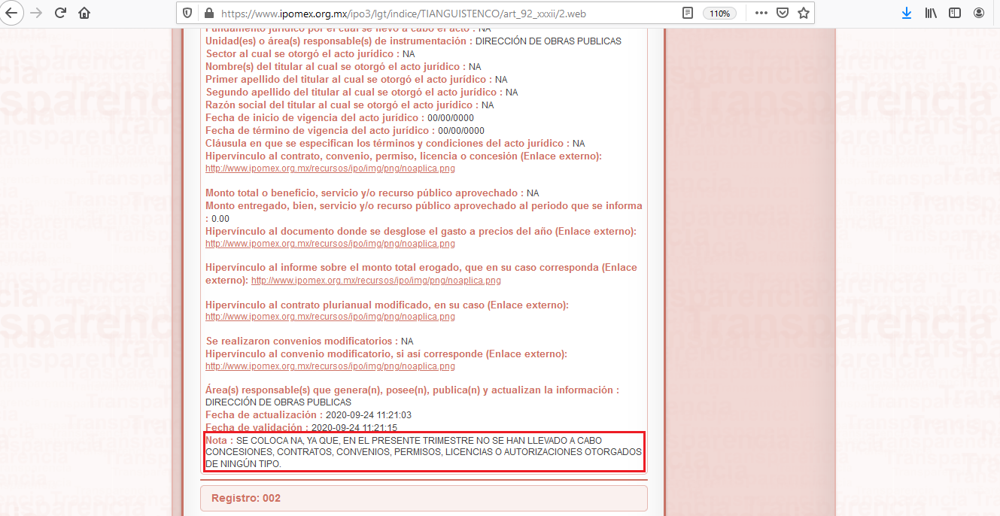 https://www.ipomex.org.mx/ipo3/lgt/indice/TIANGUISTENCO/art_92_xxxii/2.web
110%
Fundamento jurídico por el cual se llevó a cabo el acto : NA
Unidad(es) o área(s) responsable(s) de instrumentación : DIRECCIÓN DE OBRAS PUBLICAS
Sector al cual se otorgó el acto jurídico : NA
Nombre(s) del titular al cual se otorgó el acto jurídico : NA
Primer apellido del titular al cual se otorgó el acto jurídico : NA
Segundo apellido del titular al cual se otorgó el acto jurídico : NA
Razón social del titular al cual se otorgó el acto jurídico : NA
Fecha de inicio de vigencia del acto jurídico : 00/00/0000
Fecha de término de vigencia del acto jurídico : 00/00/0000
Cláusula en que se especifican los términos y condiciones del acto jurídico : NA
Hipervínculo al contrato, convenio, permiso, licencia o concesión (Enlace externo):
http://www.ipomex.org.mx/recursos/ipo/img/png/noaplica.png
Monto total o beneficio, servicio y/o recurso público aprovechado : NA
Monto entregado, bien, servicio y/o recurso público aprovechado al periodo que se informa
: 0.00
Hipervínculo al documento donde se desglose el gasto a precios del año (Enlace externo):
http://www.ipomex.org.mx/recursos/ipo/img/png/noaplica.png
Hipervínculo al informe sobre el monto total erogado, que en su caso corresponda (Enlace
externo): http://www.ipomex.org.mx/recursos/ipo/img/png/noaplica.png
Hipervínculo al contrato plurianual modificado, en su caso (Enlace externo):
http://www.ipomex.org.mx/recursos/ipo/img/png/noaplica.png
Se realizaron convenios modificatorios : NA
Hipervínculo al convenio modificatorio, si así corresponde (Enlace externo):
http://www.ipomex.org.mx/recursos/ipo/img/png/noaplica.png
Área(s) responsable(s) que genera(n), posee(n), publica(n) y actualizan la información :
DIRECCIÓN DE OBRAS PUBLICAS
Fecha de actualización : 2020-09-24 11:21:03
Fecha de validación : 2020-09-24 11:21:15
Nota : SE COLOCA NA, YA QUE, EN EL PRESENTE TRIMESTRE NO SE HAN LLEVADO A CABO
CONCESIONES, CONTRATOS, CONVENIOS, PERMISOS, LICENCIAS O AUTORIZACIONES OTORGADOS
DE NINGÚN TIPO.
Registro: 002